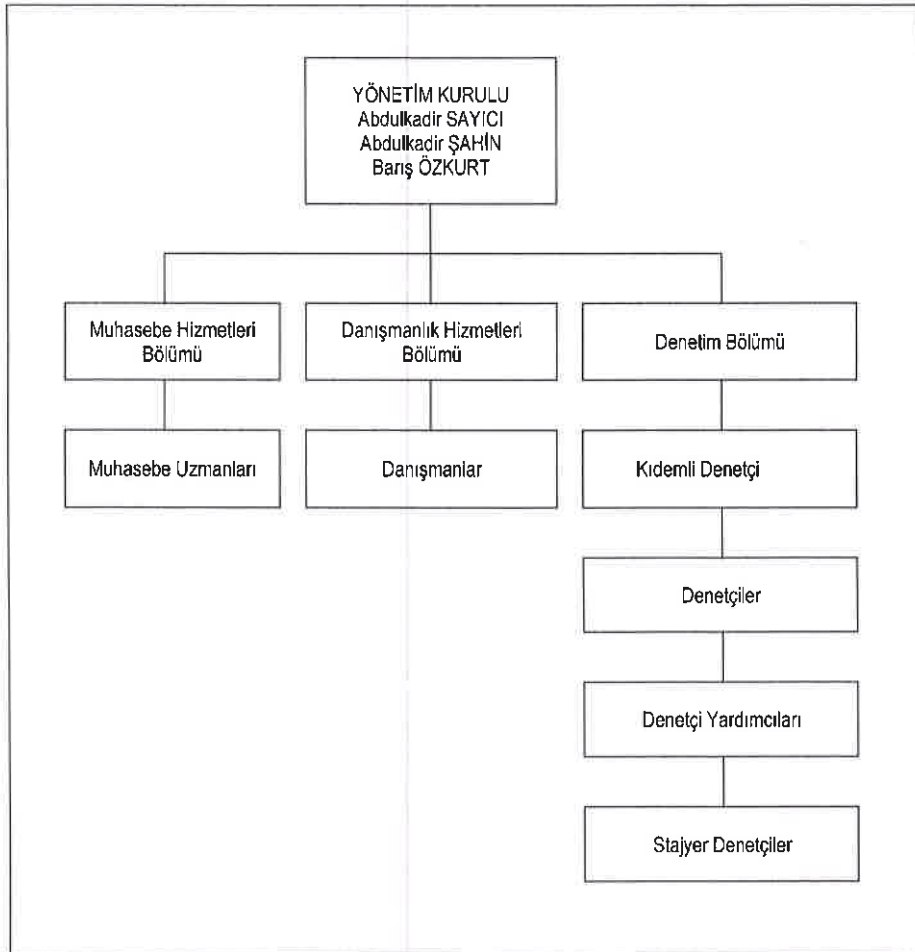 YÖNETİM KURULU
Abdulkadir SAYICI
Abdulkadir ŞAHİN
Barış ÖZKURT
Muhasebe Hizmetleri
Bölümü
Danışmanlık Hizmetleri
Bölümü
Denetim Bölümü
Muhasebe Uzmanları
Danışmanlar
Kıdemli Denetçi
Denetçiler
Denetçi Yardımcıları
Stajyer Denetçiler